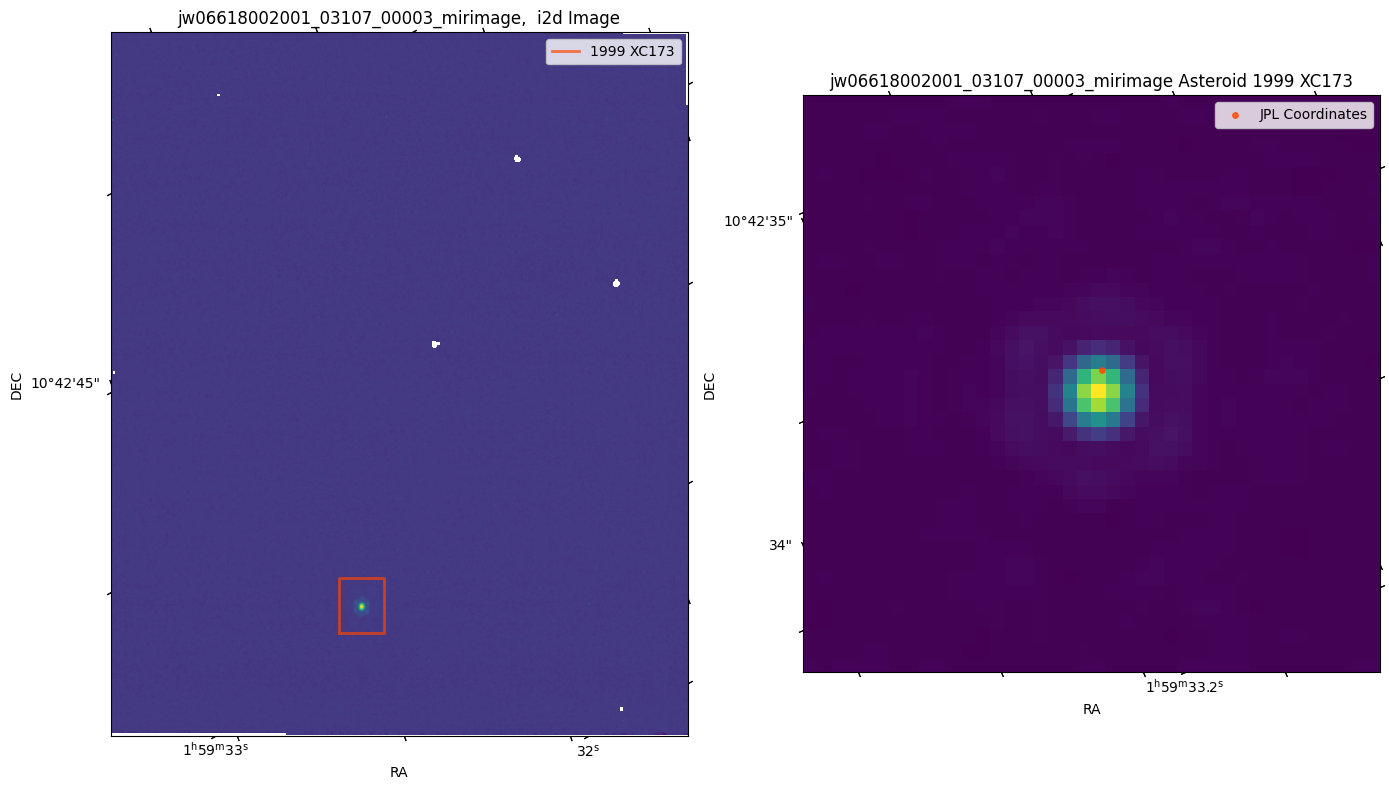 jw06618002001_03107_00003_mirimage,  i2d Image
1999 XC173
DEC
10°42'45"
1ʰ59ᵐ33ˢ
32ˢ
RA
jw06618002001_03107_00003_mirimage Asteroid 1999 XC173
JPL Coordinates
DEC
10°42'35"
34"
1ʰ59ᵐ33.2ˢ
RA